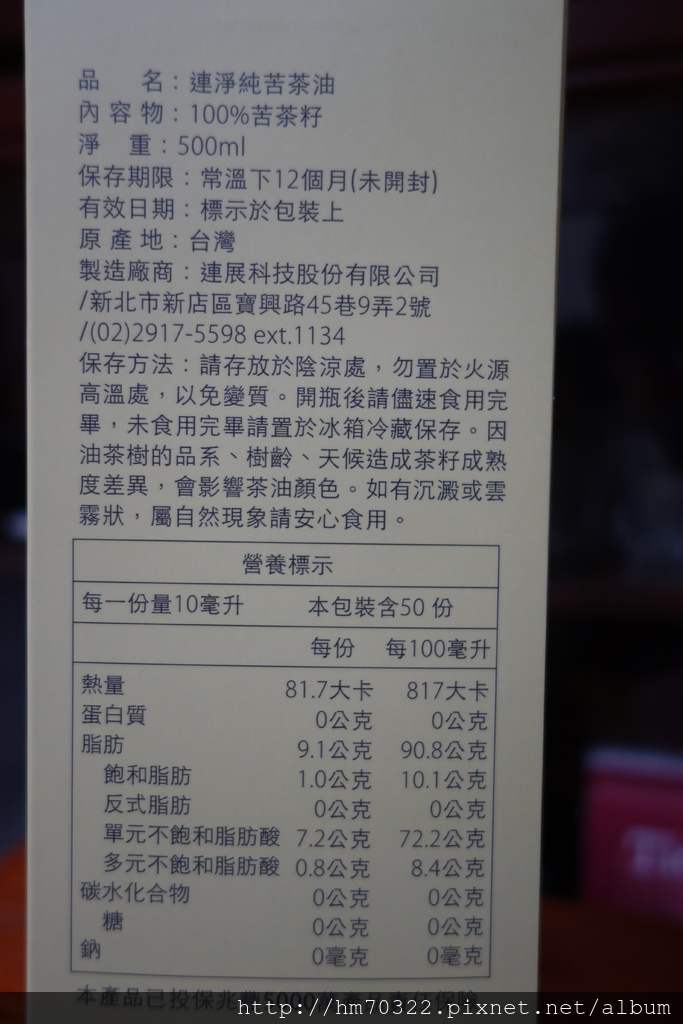 品　名：連淨純苦茶油
內 容 物：100%苦茶籽
淨　重：500ml
保存期限：常溫下12個月(未開封)
有效日期：標示於包裝上
原 產 地：台灣
製造廠商：連展科技股份有限公司
/新北市新店區寶興路45巷9弄2號
/(02)2917-5598 ext.1134
保存方法：請存放於陰涼處，勿置於火源
高溫處，以免變質。開瓶後請儘速食用完
畢，未食用完畢請置於冰箱冷藏保存。因
油茶樹的品系、樹齡、天候造成茶籽成熟
度差異，會影響茶油顏色。如有沉澱或雲
霧狀，屬自然現象請安心食用。
營養標示
每一份量10毫升　本包裝含50 份
每份　每100毫升
熱量 81.7大卡 817大卡
蛋白質 0公克 0公克
脂肪 9.1公克 90.8公克
飽和脂肪 1.0公克 10.1公克
反式脂肪 0公克 0公克
單元不飽和脂肪酸 7.2公克 72.2公克
多元不飽和脂肪酸 0.8公克 8.4公克
碳水化合物 0公克 0公克
糖 0公克 0公克
鈉 0毫克 0毫克
本產品已投保兆豐5000萬產品責任保險
http://hm70322.pixnet.net/album